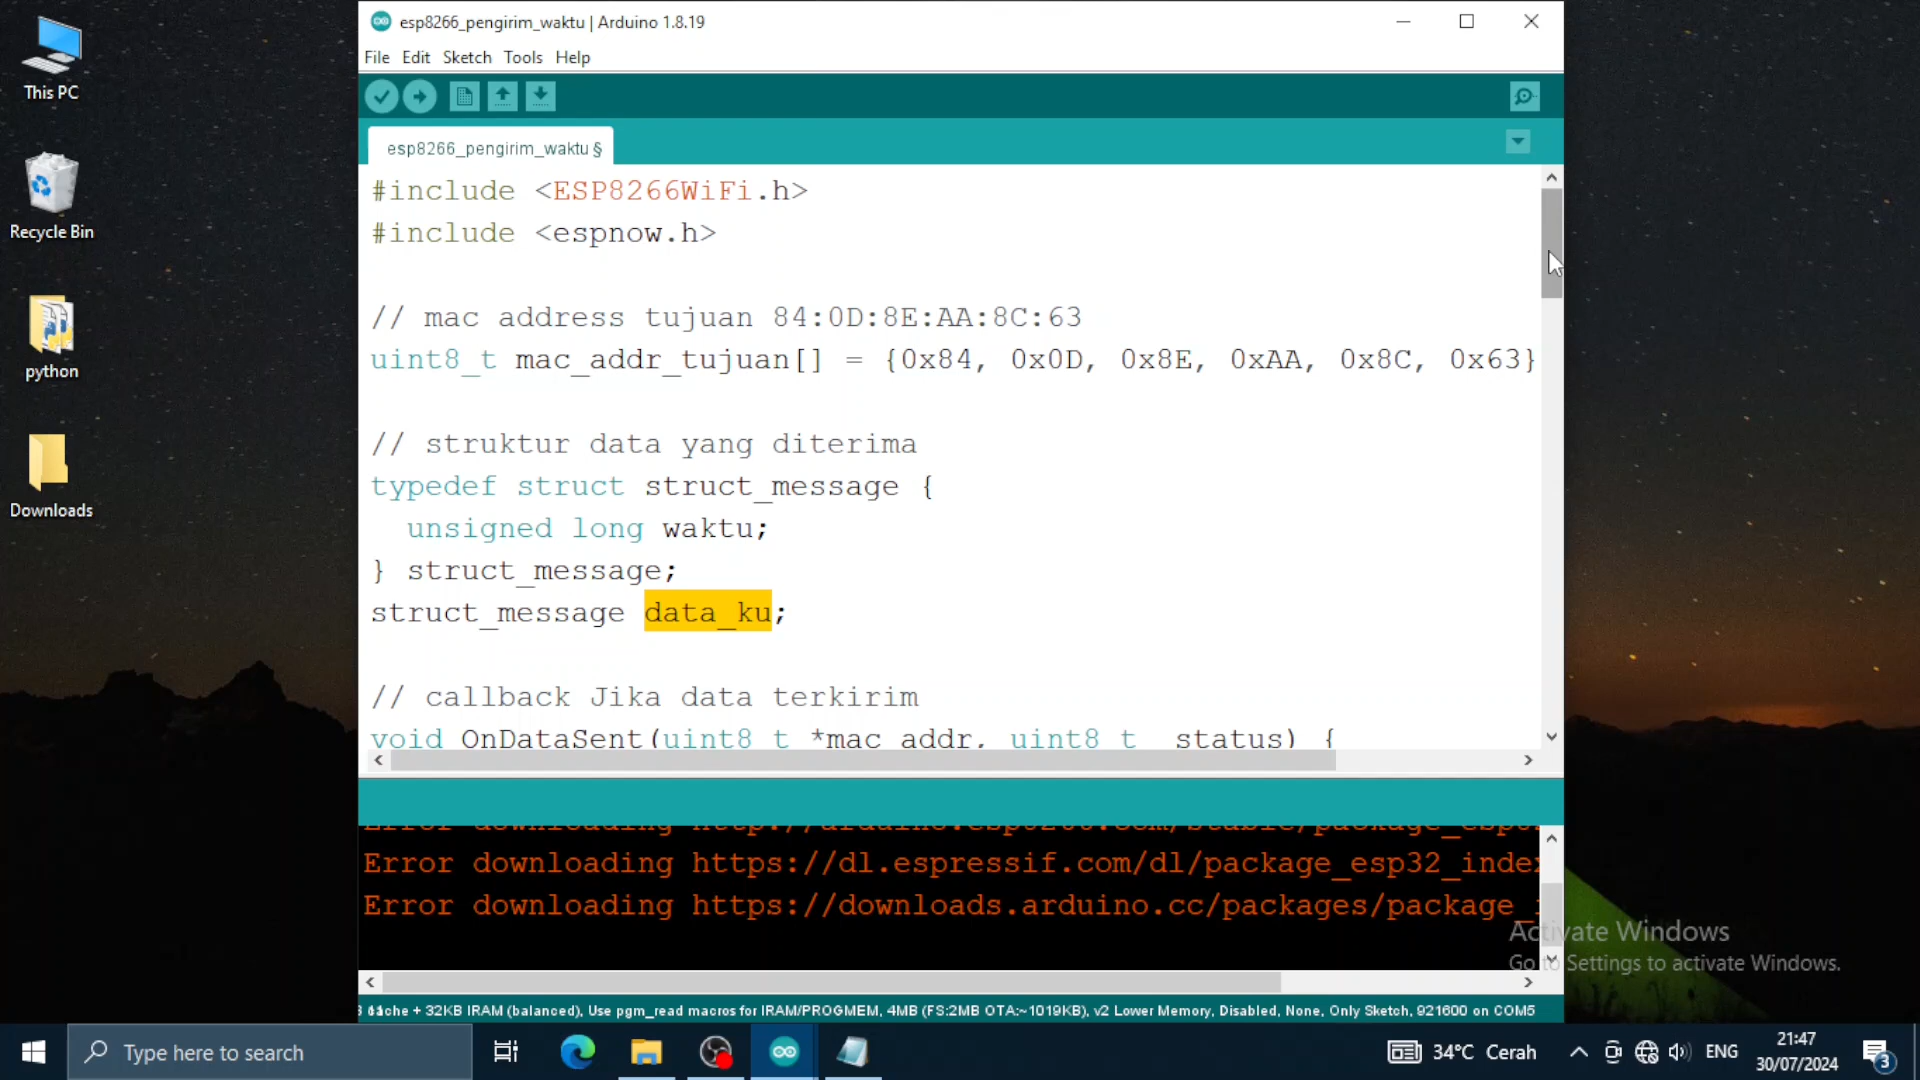 This PC
Recycle Bin
python
Downloads
esp8266_pengirim_waktu | Arduino 1.8.19
File Edit Sketch Tools Help
esp8266_pengirim_waktu §
#include <ESP8266WiFi.h>
#include <espnow.h>
// mac address tujuan 84:0D:8E:AA:8C:63
uint8_t mac_addr_tujuan[] = {0x84, 0x0D, 0x8E, 0xAA, 0x8C, 0x63}
// struktur data yang diterima
typedef struct struct_message {
unsigned long waktu;
} struct_message;
struct_message data_ku;
// callback Jika data terkirim
void OnDataSent(uint8_t *mac_addr, uint8_t status) {
Error downloading https://dl.espressif.com/dl/package_esp32_index
Error downloading https://downloads.arduino.cc/packages/package_
Activate Windows
Go to Settings to activate Windows.
+ 32KB IRAM (balanced), Use pgm_read macros for IRAM/PROGMEM, 4MB (FS:2MB OTA:~1019KB), v2 Lower Memory, Disabled, None, Only Sketch, 921600 on COM5
Type here to search
34°C Cerah
ENG
21:47
30/07/2024
3